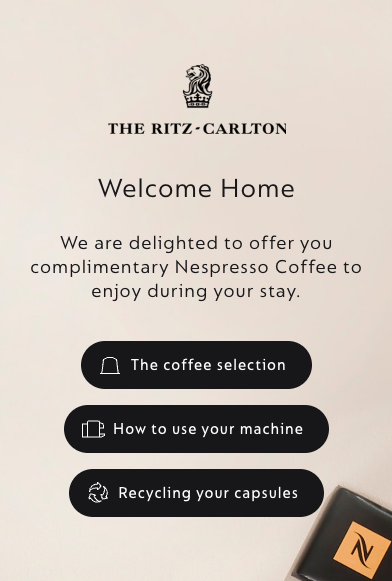 THE RITZ-CARLTON
Welcome Home
We are delighted to offer you
complimentary Nespresso Coffee to
enjoy during your stay.
The coffee selection
How to use your machine
Recycling your capsules